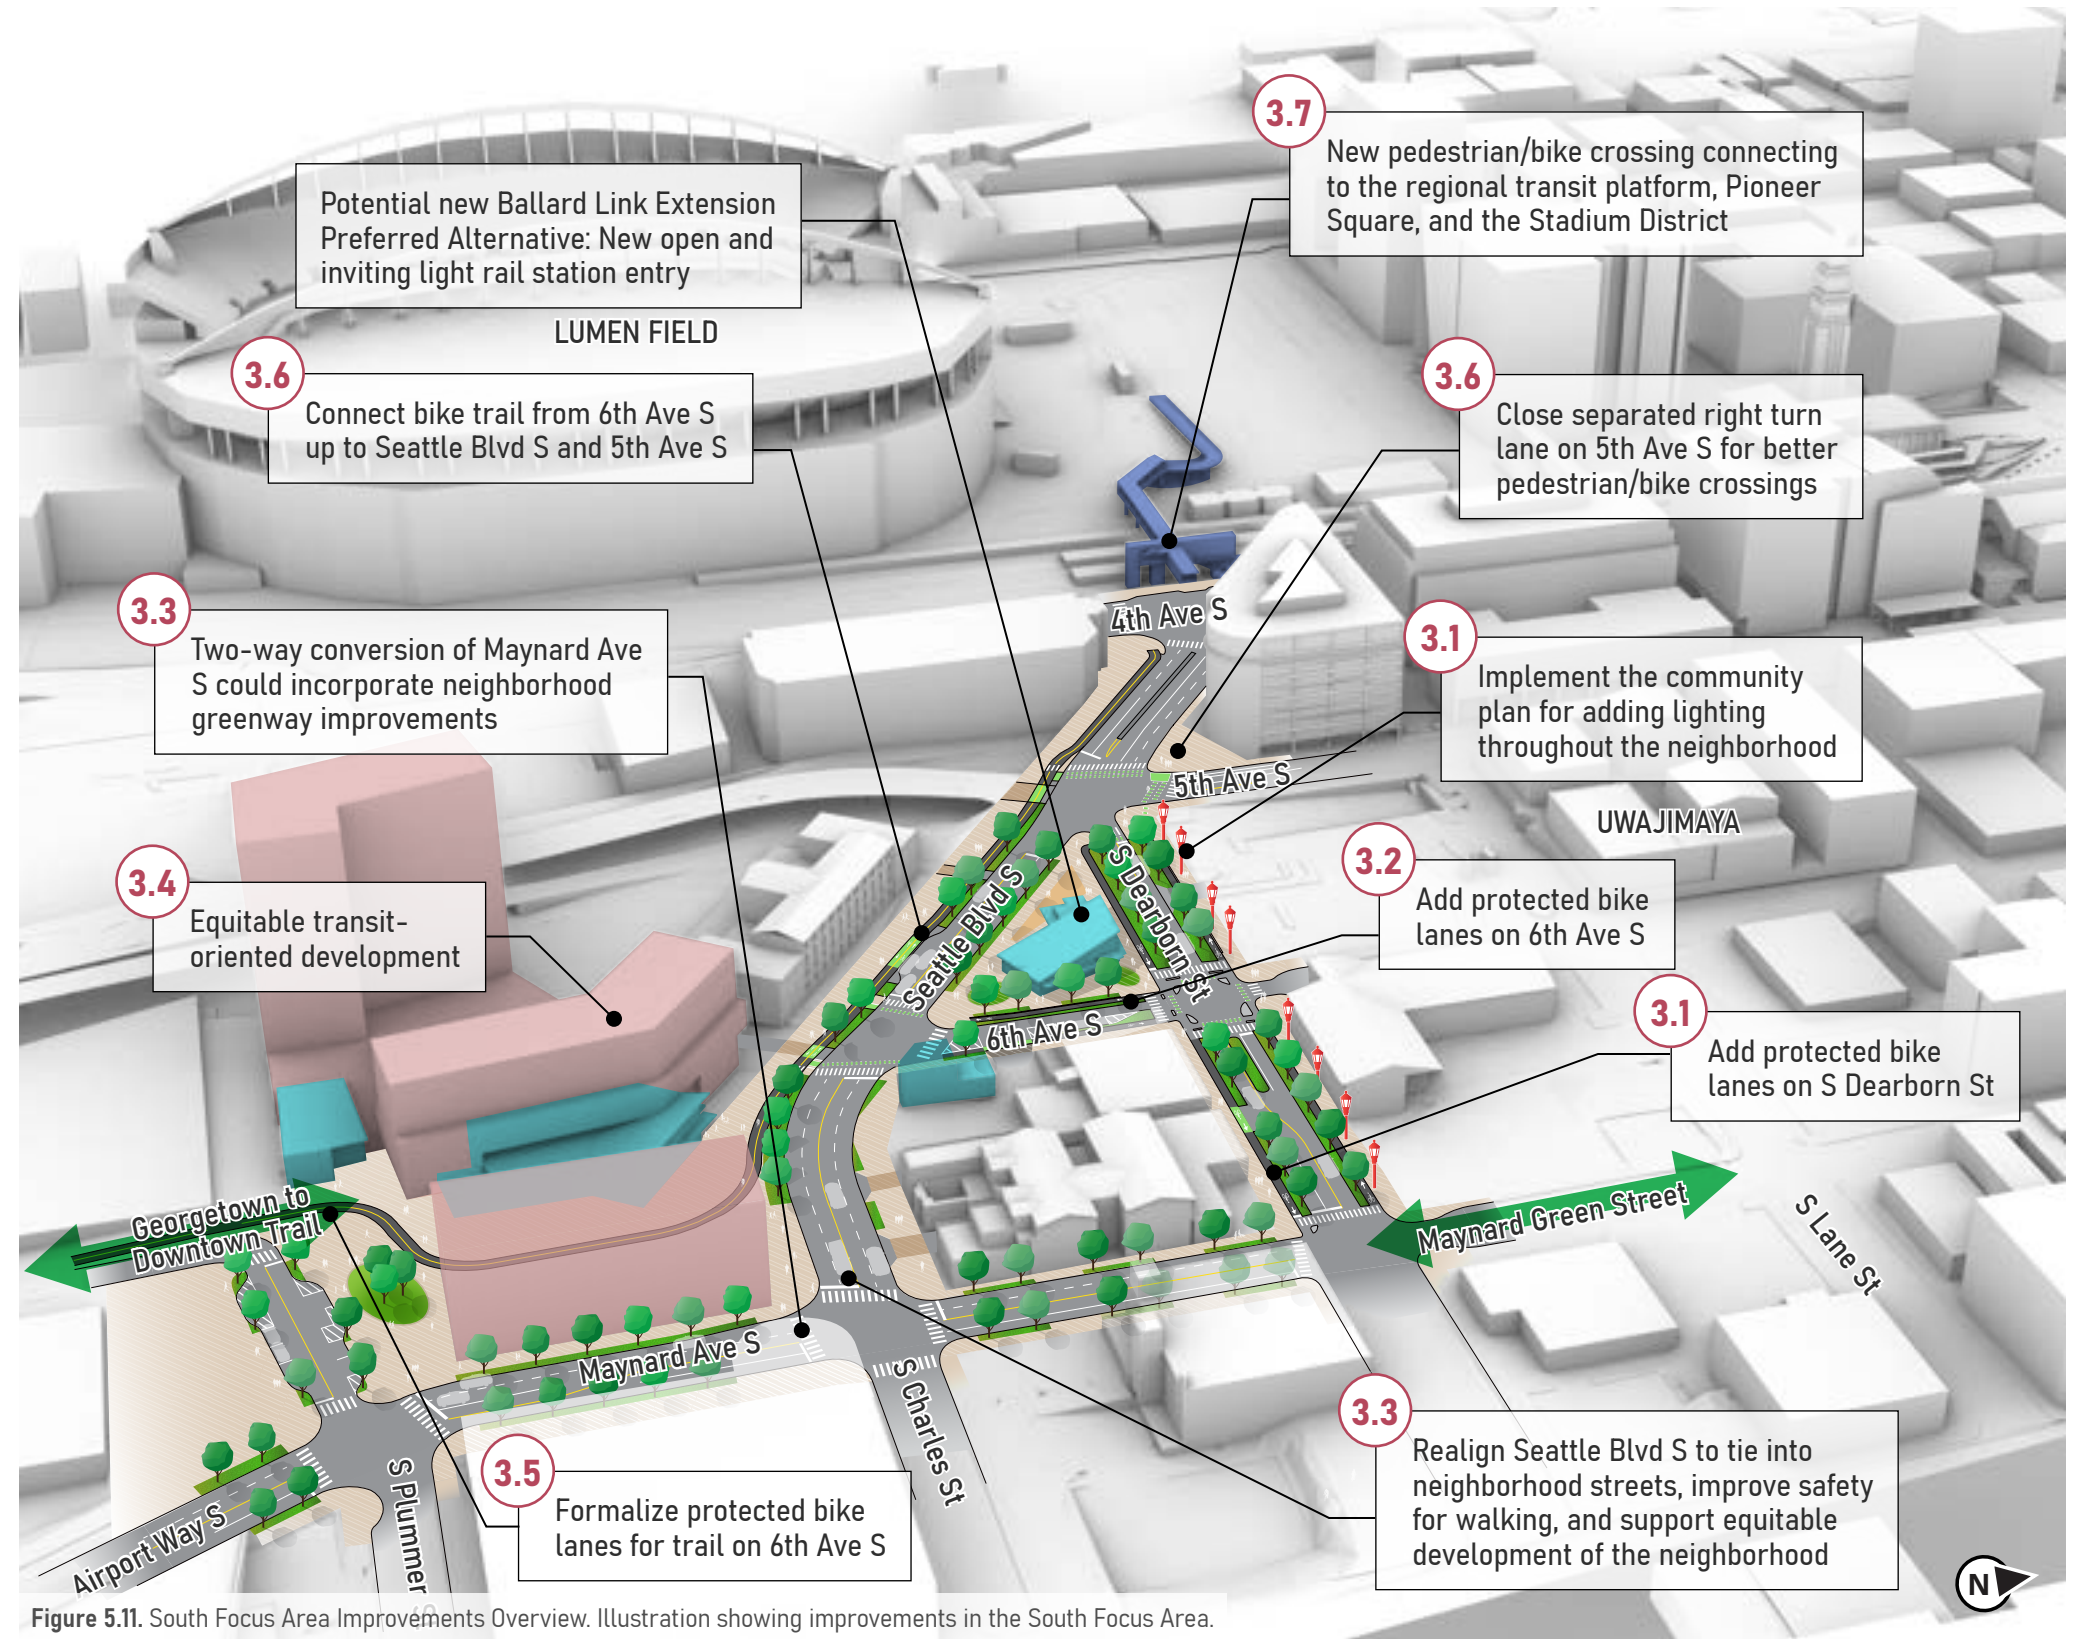 3.7
New pedestrian/bike crossing connecting
to the regional transit platform, Pioneer
Square, and the Stadium District
Potential new Ballard Link Extension
Preferred Alternative: New open and
inviting light rail station entry
LUMEN FIELD
3.6
Connect bike trail from 6th Ave S
up to Seattle Blvd S and 5th Ave S
3.6
Close separated right turn
lane on 5th Ave S for better
pedestrian/bike crossings
3.3
Two-way conversion of Maynard Ave
S could incorporate neighborhood
greenway improvements
4th Ave S
3.1
Implement the community
plan for adding lighting
throughout the neighborhood
5th Ave S
UWAJIMAYA
3.4
Equitable transit-
oriented development
Seattle Blvd S
S Dearborn St
3.2
Add protected bike
lanes on 6th Ave S
6th Ave S
3.1
Add protected bike
lanes on S Dearborn St
Georgetown to
Downtown Trail
Maynard Green Street
S Lane St
Maynard Ave S
S Charles St
3.3
Realign Seattle Blvd S to tie into
neighborhood streets, improve safety
for walking, and support equitable
development of the neighborhood
3.5
Formalize protected bike
lanes for trail on 6th Ave S
Airport Way S
S Plummer S
N
Figure 5.11. South Focus Area Improvements Overview. Illustration showing improvements in the South Focus Area.